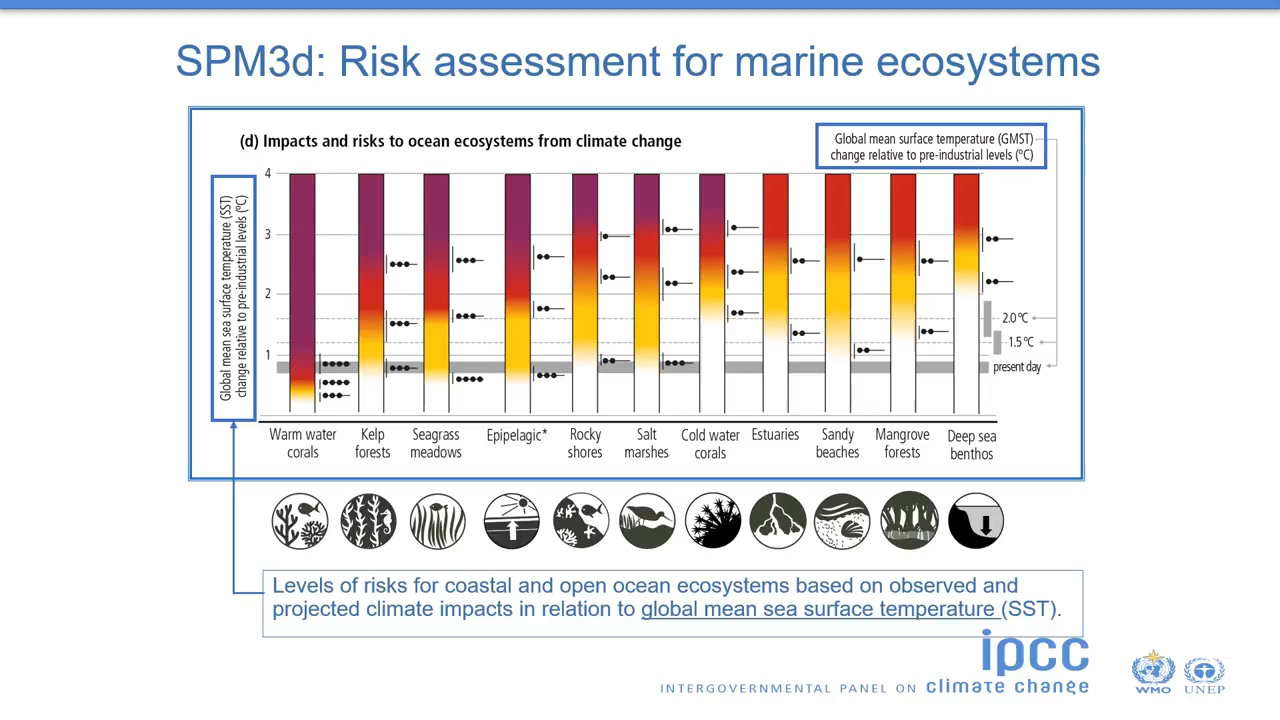 SPM3d: Risk assessment for marine ecosystems
(d) Impacts and risks to ocean ecosystems from climate change
Global mean surface temperature (GMST)
change relative to pre-industrial levels (°C)
Global mean sea surface temperature (SST)
change relative to pre-industrial levels (°C)
4
3
2
1
2.0 °C
1.5 °C
present day
Warm water
corals
Kelp
forests
Seagrass
meadows
Epipelagic*
Rocky
shores
Salt
marshes
Cold water
corals
Estuaries
Sandy
beaches
Mangrove
forests
Deep sea
benthos
Levels of risks for coastal and open ocean ecosystems based on observed and
projected climate impacts in relation to global mean sea surface temperature (SST).
ipcc
INTERGOVERNMENTAL PANEL ON climate change
WMO
UNEP